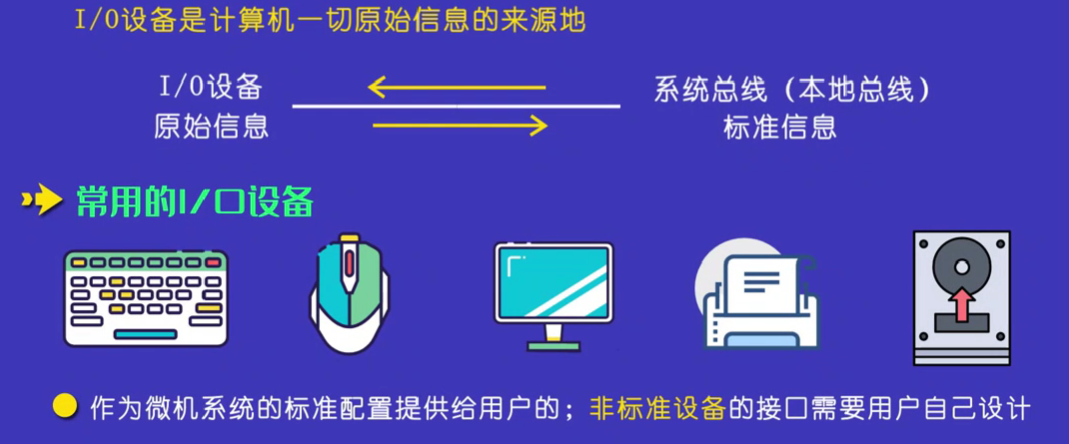 I/O设备是计算机一切原始信息的来源地
I/O设备
原始信息
系统总线（本地总线）
标准信息
常用的I/O设备
作为微机系统的标准配置提供给用户的；非标准设备的接口需要用户自己设计